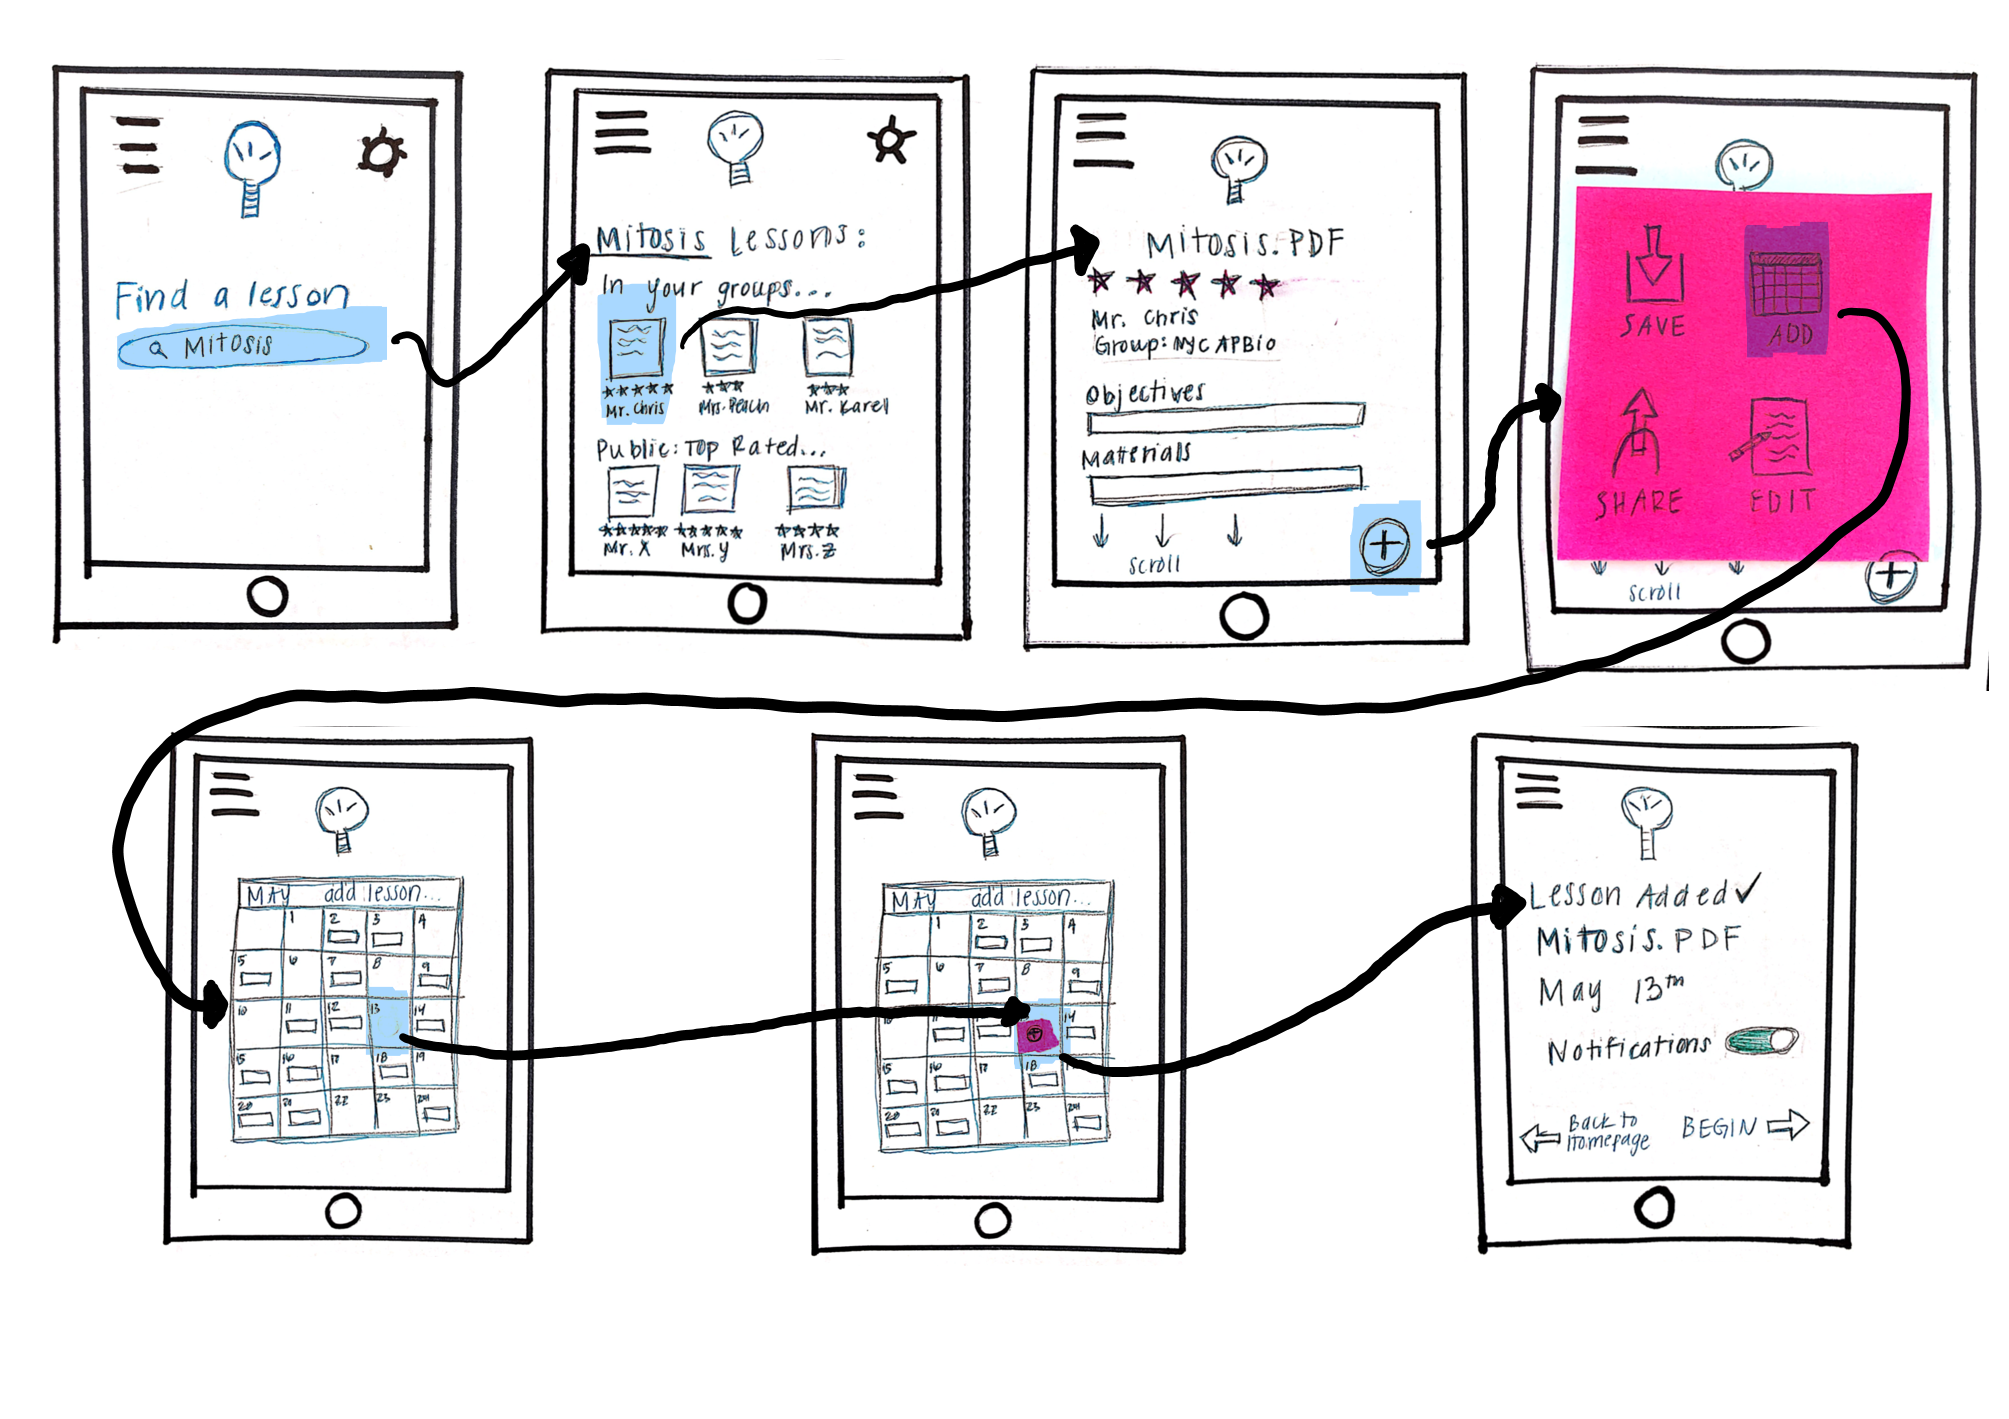 Find a lesson
Mitosis
Mitosis Lessons:
In your groups...
Mr. Chris
Mrs. Peach
Mr. Karell
Public: Top Rated...
Mr. X
Mrs. Y
Mrs. Z
Mitosis.PDF
Mr. Chris
Group: NYC APBio
Objectives
Materials
scroll
SAVE
ADD
SHARE
EDIT
scroll
MAY add lesson...
1 2 3 4
5 6 7 8 9
10 11 12 13 14
15 16 17 18 19
20 22 23 24
MAY add lesson...
1 2 3 4
5 6 7 8 9
14
15 16 17 18
20 22 23 24
Lesson Added ✓
Mitosis.PDF
May 13th
Notifications
Back to
Homepage
BEGIN